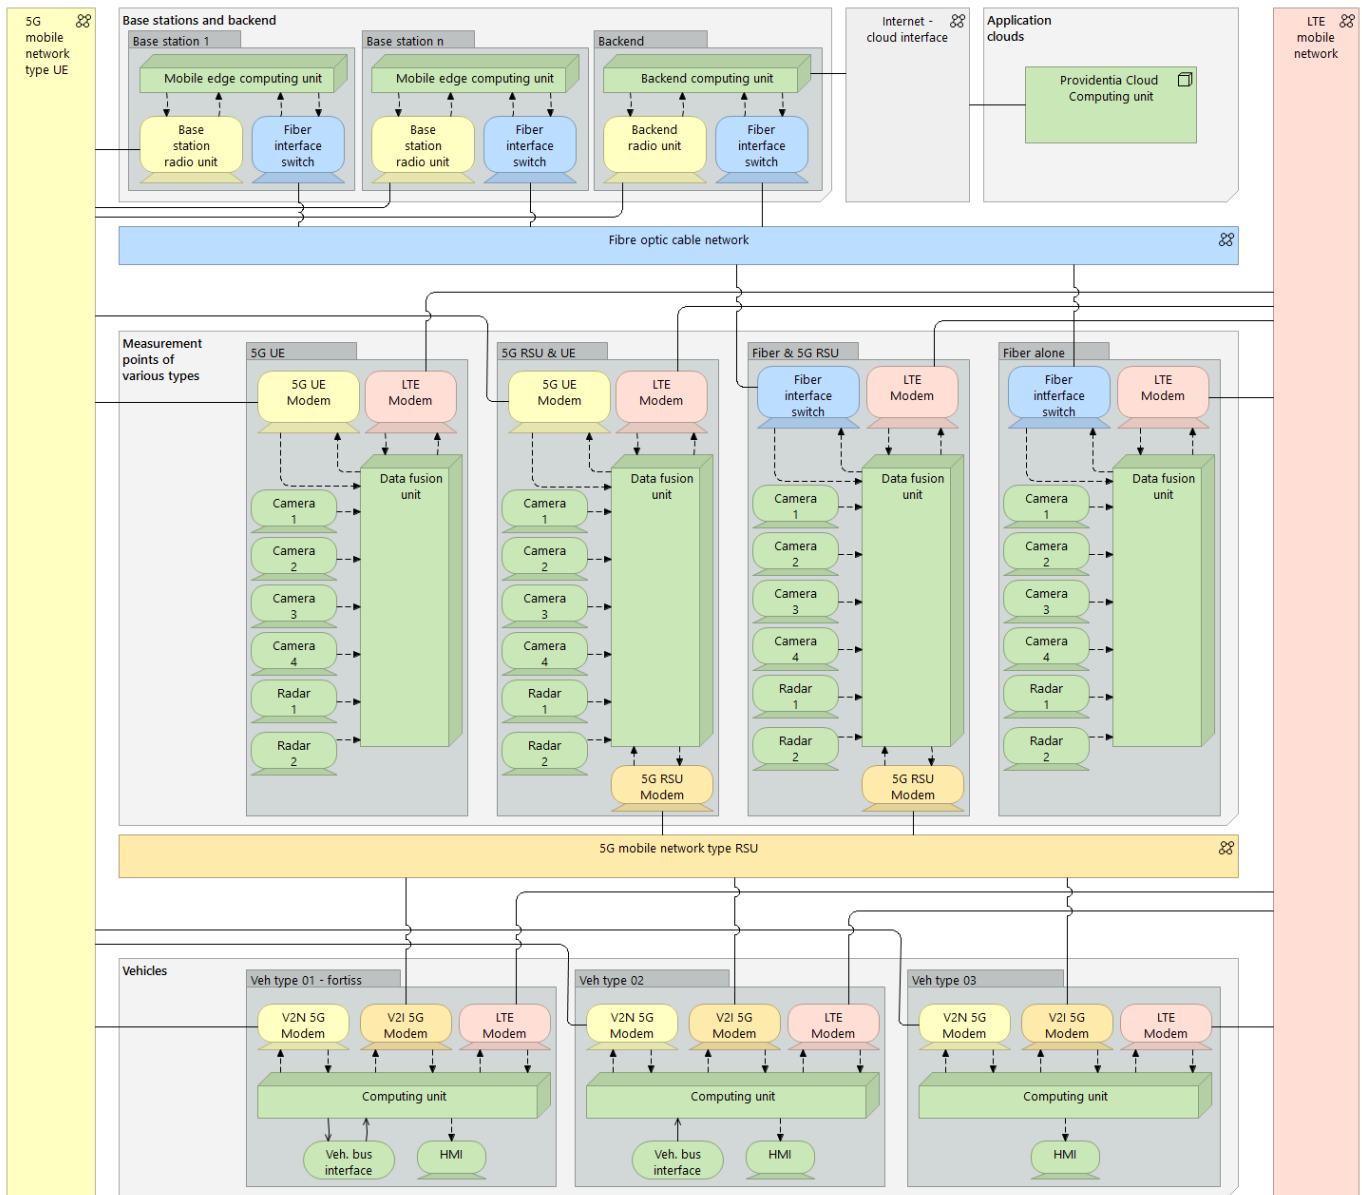 5G
mobile
network
type UE
Base stations and backend
Base station 1
Mobile edge computing unit
Base
station
radio unit
Fiber
interface
switch
Base station n
Mobile edge computing unit
Base
station
radio unit
Fiber
interface
switch
Backend
Backend computing unit
Backend
radio unit
Fiber
interface
switch
Internet -
cloud interface
Application
clouds
Providentia Cloud
Computing unit
LTE
mobile
network
Fibre optic cable network
Measurement
points of
various types
5G UE
5G UE
Modem
LTE
Modem
Data fusion
unit
Camera
1
Camera
2
Camera
3
Camera
4
Radar
1
Radar
2
5G RSU & UE
5G UE
Modem
LTE
Modem
Data fusion
unit
Camera
1
Camera
2
Camera
3
Camera
4
Radar
1
Radar
2
5G RSU
Modem
Fiber & 5G RSU
Fiber
interface
switch
LTE
Modem
Data fusion
unit
Camera
1
Camera
2
Camera
3
Camera
4
Radar
1
Radar
2
5G RSU
Modem
Fiber alone
Fiber
intferface
switch
LTE
Modem
Data fusion
unit
Camera
1
Camera
2
Camera
3
Camera
4
Radar
1
Radar
2
5G mobile network type RSU
Vehicles
Veh type 01 - fortiss
V2N 5G
Modem
V2I 5G
Modem
LTE
Modem
Computing unit
Veh. bus
interface
HMI
Veh type 02
V2N 5G
Modem
V2I 5G
Modem
LTE
Modem
Computing unit
Veh. bus
interface
HMI
Veh type 03
V2N 5G
Modem
V2I 5G
Modem
LTE
Modem
Computing unit
HMI